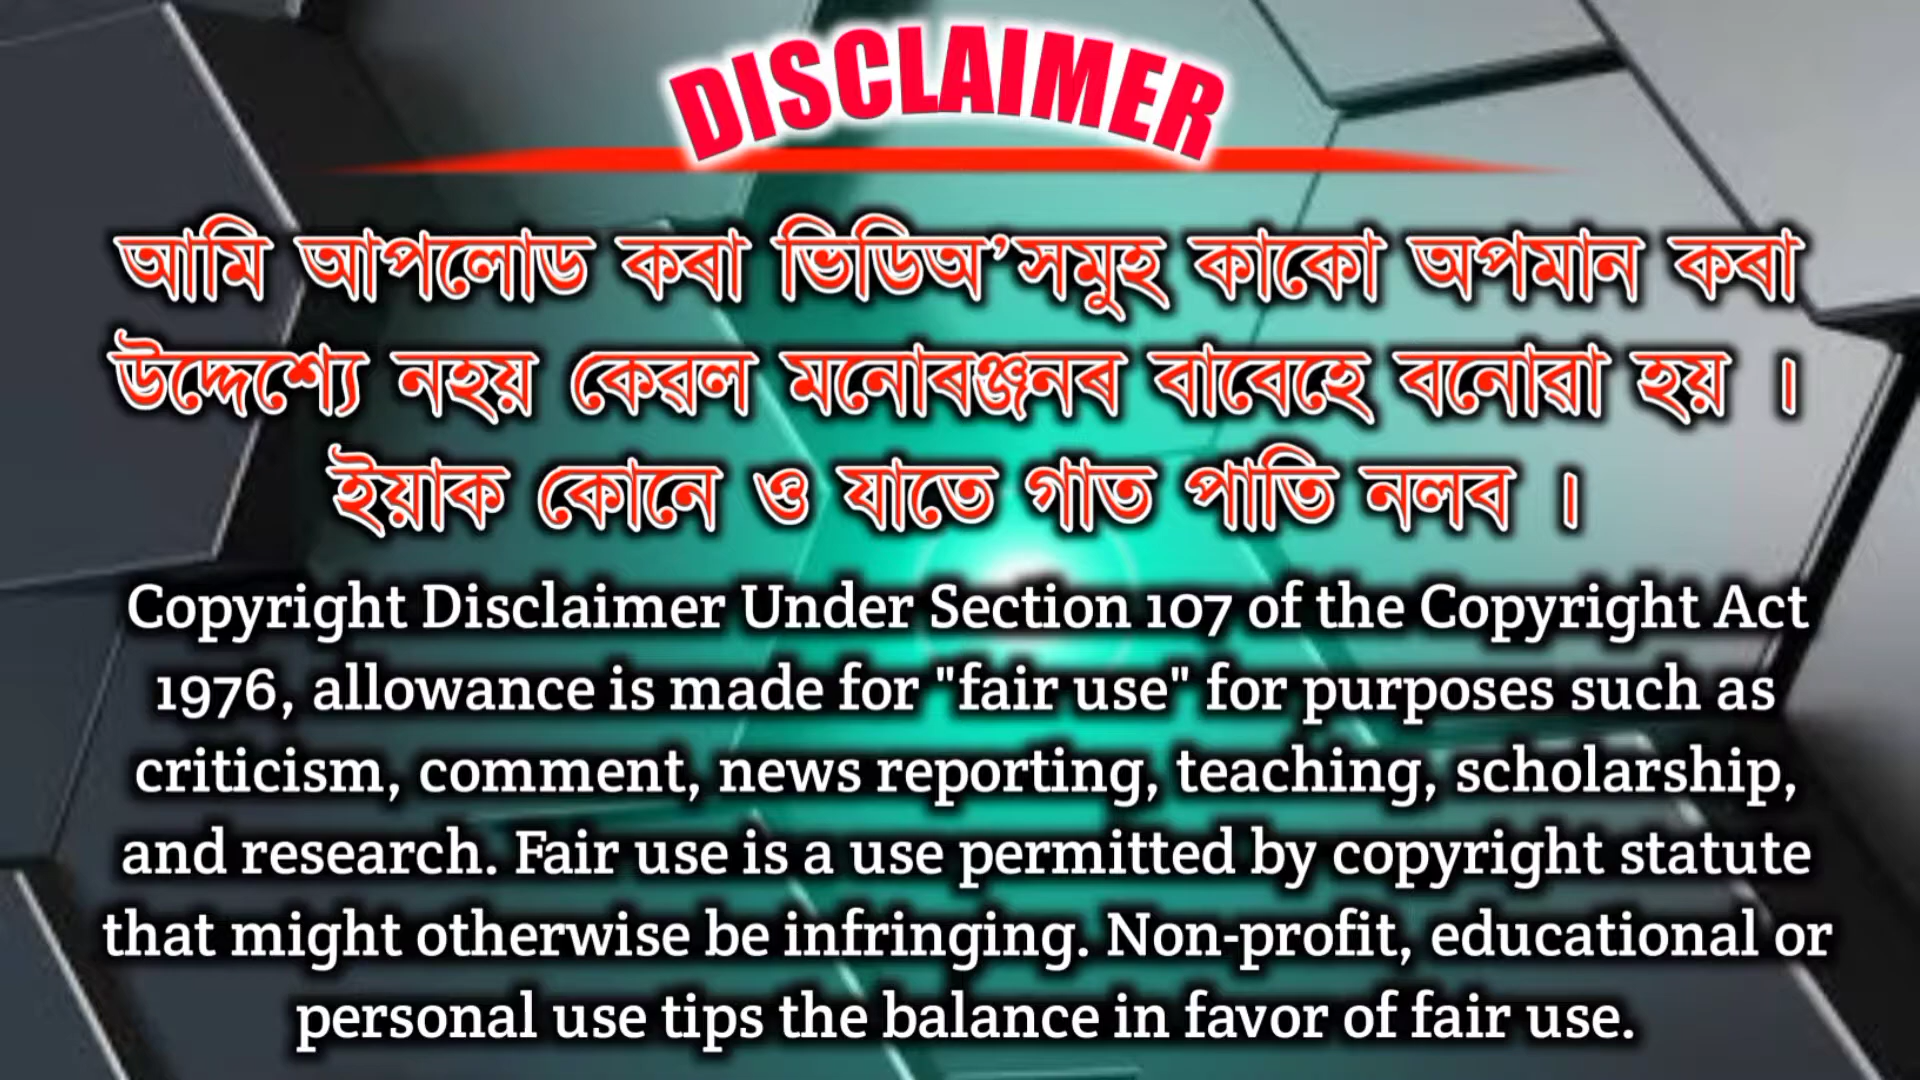 DISCLAIMER
আমি আপলোড কৰা ভিডিঅ'সমুহ কাকো অপমান কৰা
উদ্দেশ্যে নহয় কেৱল মনোৰঞ্জনৰ বাবেহে বনোৱা হয় ।
ইয়াক কোনে ও যাতে গাত পাতি নলব ।
Copyright Disclaimer Under Section 107 of the Copyright Act
1976, allowance is made for "fair use" for purposes such as
criticism, comment, news reporting, teaching, scholarship,
and research. Fair use is a use permitted by copyright statute
that might otherwise be infringing. Non-profit, educational or
personal use tips the balance in favor of fair use.